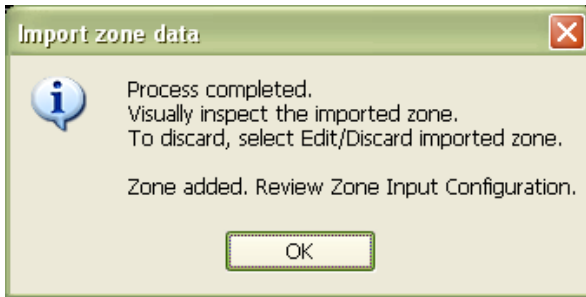 Import zone data
Process completed.
Visually inspect the imported zone.
To discard, select Edit/Discard imported zone.
Zone added. Review Zone Input Configuration.
OK